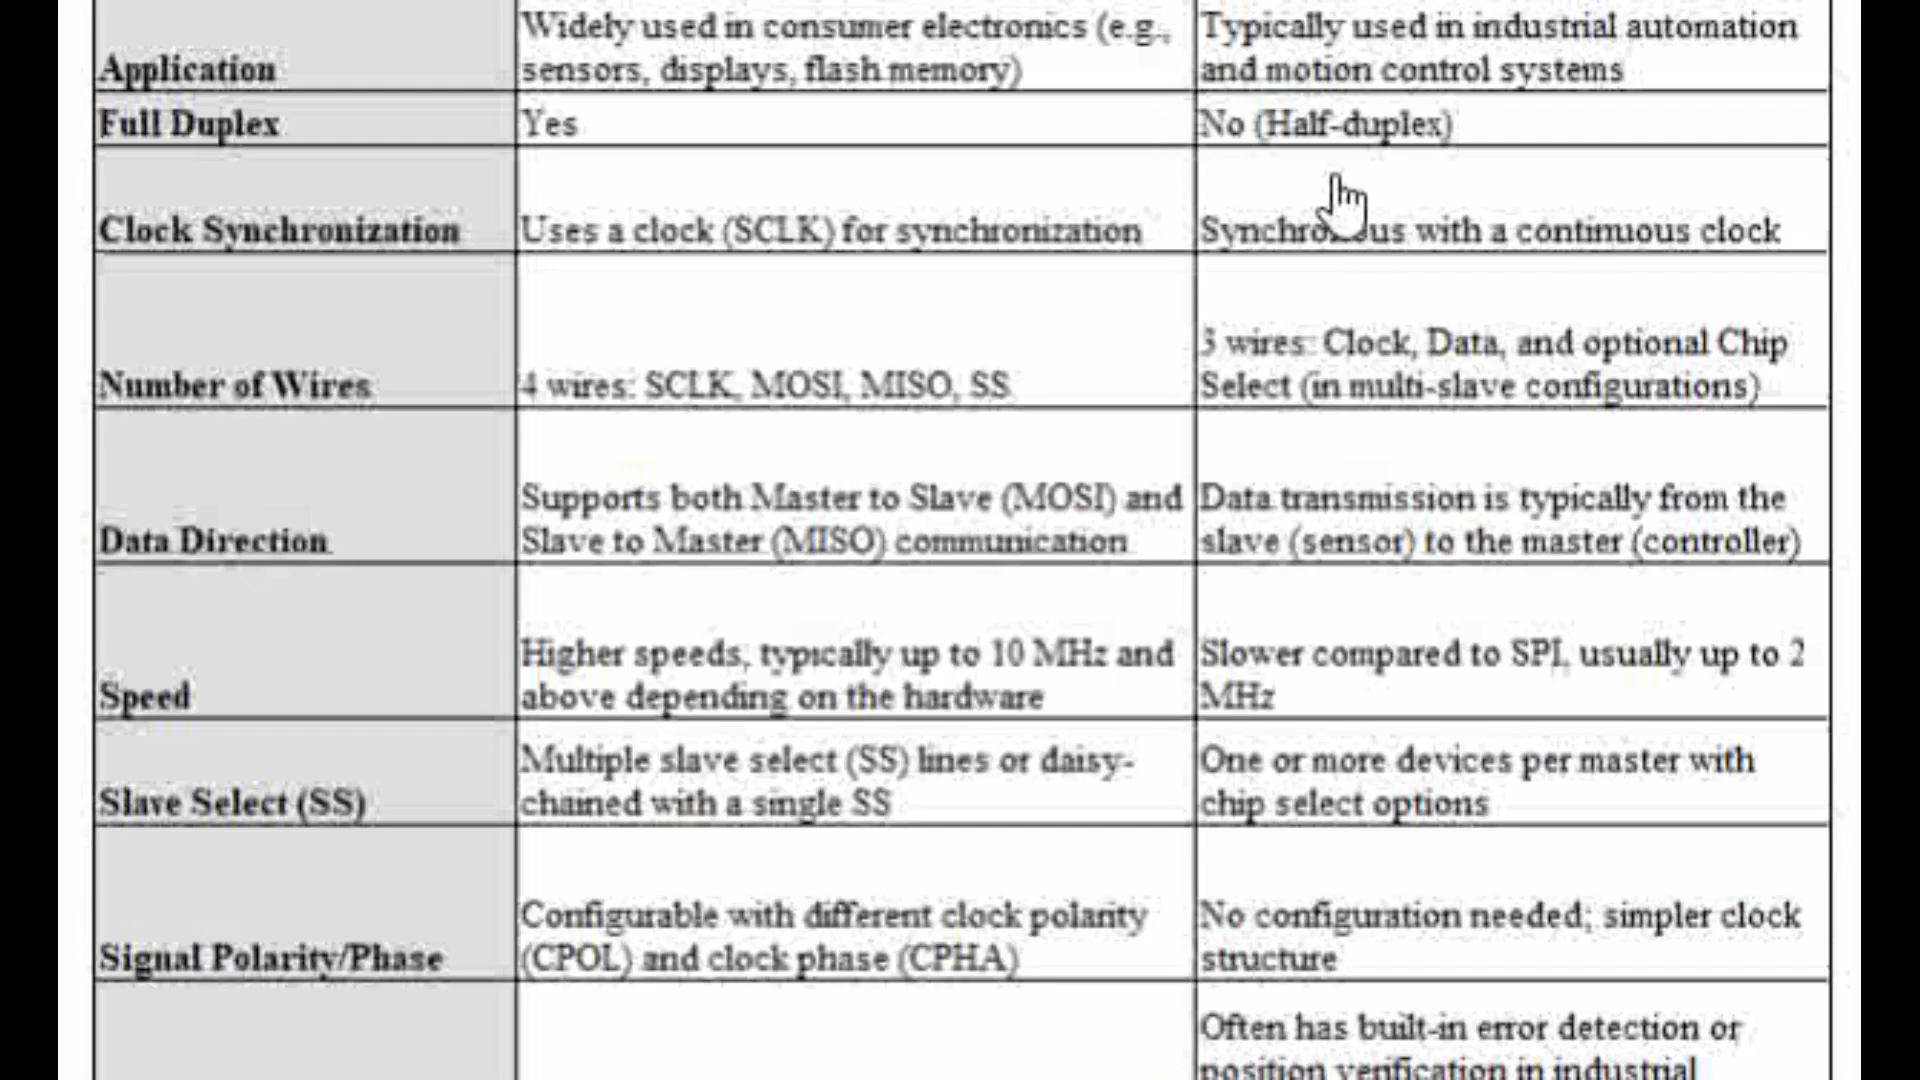 Widely used in consumer electronics (e.g., Typically used in industrial automation
Application sensors, displays, flash memory) and motion control systems
Full Duplex Yes No (Half-duplex)
Clock Synchronization Uses a clock (SCLK) for synchronization Synchronous with a continuous clock
3 wires: Clock, Data, and optional Chip
Number of Wires 4 wires: SCLK, MOSI, MISO, SS Select (in multi-slave configurations)
Supports both Master to Slave (MOSI) and Data transmission is typically from the
Data Direction Slave to Master (MISO) communication slave (sensor) to the master (controller)
Higher speeds, typically up to 10 MHz and Slower compared to SPI, usually up to 2
Speed above depending on the hardware MHz
Multiple slave select (SS) lines or daisy- One or more devices per master with
Slave Select (SS) chained with a single SS chip select options
Configurable with different clock polarity No configuration needed; simpler clock
Signal Polarity/Phase (CPOL) and clock phase (CPHA) structure
Often has built-in error detection or
position verification in industrial